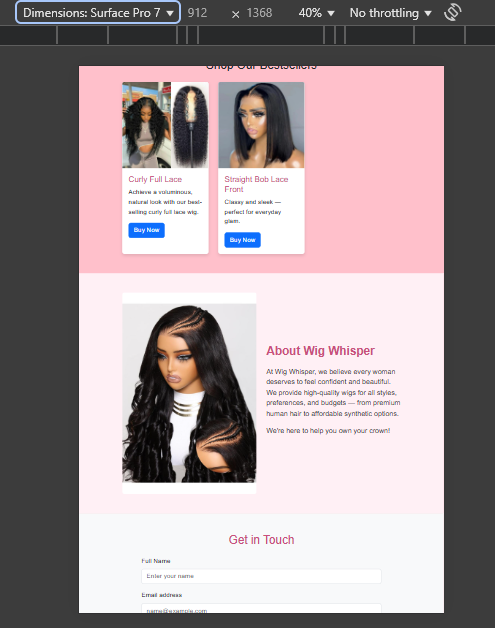 Dimensions: Surface Pro 7 912 × 1368 40% No throttling
Shop Our Bestsellers
Curly Full Lace
Achieve a voluminous,
natural look with our best-
selling curly full lace wig.
Buy Now
Straight Bob Lace
Front
Classy and sleek —
perfect for everyday
glam.
Buy Now
About Wig Whisper
At Wig Whisper, we believe every woman
deserves to feel confident and beautiful.
We provide high-quality wigs for all styles,
preferences, and budgets — from premium
human hair to affordable synthetic options.
We're here to help you own your crown!
Get in Touch
Full Name
Enter your name
Email address
name@example.com